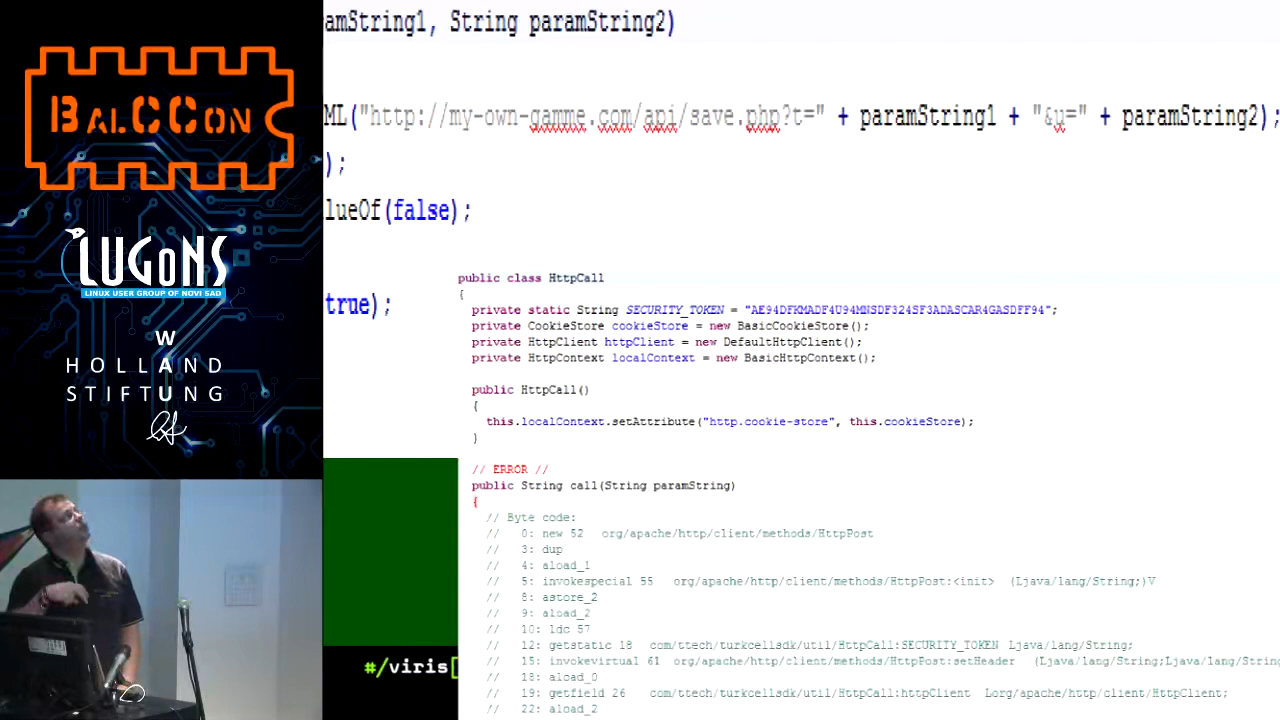 BALCCON
LUGoNS
LINUX USER GROUP OF NOVI SAD
W
HOLLAND
A
STIFTUNG
U
amString1, String paramString2)
ML("http://my-own-gamme.com/api/save.php?t=" + paramString1 + "&u=" + paramString2);
);
lueOf(false);
true);
public class HttpCall
{
private static String SECURITY_TOKEN = "AE94DFKMADF4U94MNSDF324SF3ADASCAR4GASDFF94";
private CookieStore cookieStore = new BasicCookieStore();
private HttpClient httpClient = new DefaultHttpClient();
private HttpContext localContext = new BasicHttpContext();
public HttpCall()
{
this.localContext.setAttribute("http.cookie-store", this.cookieStore);
}
// ERROR //
public String call(String paramString)
{
// Byte code:
// 0: new 52 org/apache/http/client/methods/HttpPost
// 3: dup
// 4: aload_1
// 5: invokespecial 55 org/apache/http/client/methods/HttpPost:<init> (Ljava/lang/String;)V
// 8: astore_2
// 9: aload_2
// 10: ldc 57
// 12: getstatic 18 com/ttech/turkcellsdk/util/HttpCall:SECURITY_TOKEN Ljava/lang/String;
// 15: invokevirtual 61 org/apache/http/client/methods/HttpPost:setHeader (Ljava/lang/String;Ljava/lang/String
// 18: aload_0
// 19: getfield 26 com/ttech/turkcellsdk/util/HttpCall:httpClient Lorg/apache/http/client/HttpClient;
// 22: aload_2
#/viris[